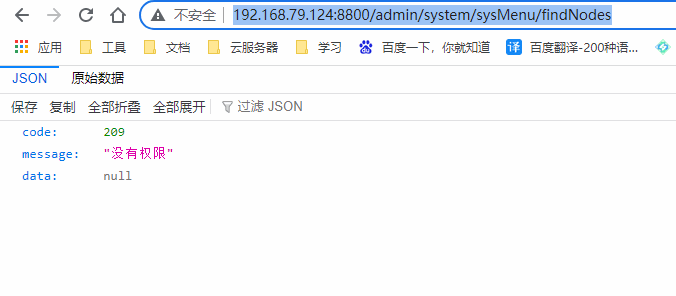 不安全 192.168.79.124:8800/admin/system/sysMenu/findNodes
应用 工具 文档 云服务器 学习 百度一下，你就知道 译 百度翻译-200种语...
JSON 原始数据
保存 复制 全部折叠 全部展开 过滤 JSON
code: 209
message: "没有权限"
data: null